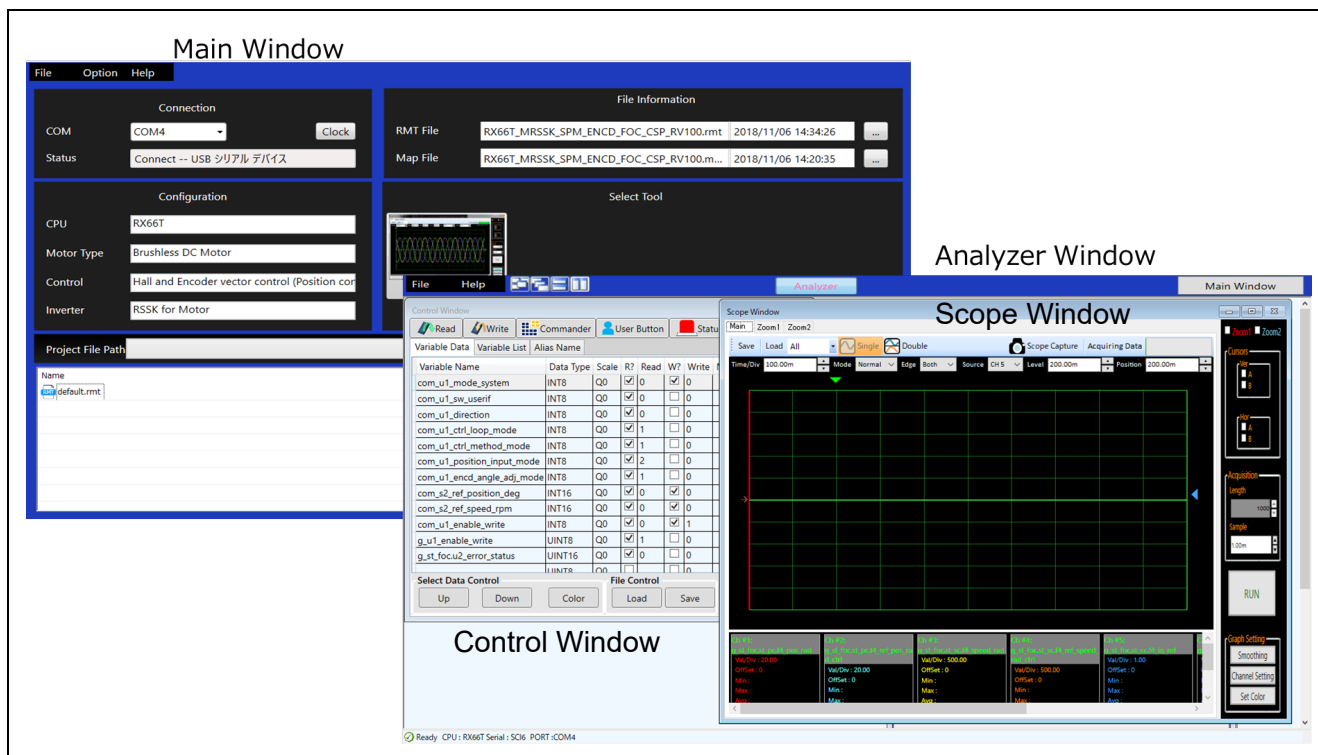 Main Window
File Option Help
Connection
COM COM4 Clock
Status Connect -- USB シリアル デバイス
File Information
RMT File RX66T_MRSSK_SPM_ENCD_FOC_CSP_RV100.rmt 2018/11/06 14:34:26 ...
Map File RX66T_MRSSK_SPM_ENCD_FOC_CSP_RV100.m... 2018/11/06 14:20:35 ...
Configuration
CPU RX66T
Motor Type Brushless DC Motor
Control Hall and Encoder vector control (Position cor
Inverter RSSK for Motor
Select Tool
Project File Path
Name
default.rmt
Analyzer Window
File Help Analyzer Main Window
Control Window
Read Write Commander User Button Statu
Variable Data Variable List Alias Name
Variable Name Data Type Scale R? Read W? Write
com_u1_mode_system INT8 Q0 0 0
com_u1_sw_userif INT8 Q0 0 0
com_u1_direction INT8 Q0 0 0
com_u1_ctrl_loop_mode INT8 Q0 1 0
com_u1_ctrl_method_mode INT8 Q0 1 0
com_u1_position_input_mode INT8 Q0 2 0
com_u1_encd_angle_adj_mode INT8 Q0 1 0
com_s2_ref_position_deg INT16 Q0 0 0
com_s2_ref_speed_rpm INT16 Q0 0 0
com_u1_enable_write INT8 Q0 0 1
g_u1_enable_write UINT8 Q0 1 0
g_st_foc.u2_error_status UINT16 Q0 0 0
UINT8 Q0 0
Select Data Control File Control
Up Down Color Load Save
Control Window
Scope Window
Scope Window
Main Zoom1 Zoom2
Save Load All Single Double Scope Capture Acquiring Data
Time/Div 100.00m Mode Normal Edge Both Source CH 5 Level 200.00m Position 200.00m
Zoom1 Zoom2
Cursors
Ver
A
B
Hor
A
B
Acquisition
Length
1000
Sample
1.00m
RUN
Graph Setting
Smoothing
Channel Setting
Set Color
Ch #1: Ch #2: Ch #3: Ch #4: Ch #5:
Val/Div : 20.00
OffSet : 0
Min :
Max :
Avg :
Val/Div : 20.00
OffSet : 0
Min :
Max :
Val/Div : 500.00
OffSet : 0
Min :
Max :
Avg :
Val/Div : 500.00
OffSet : 0
Min :
Max :
Val/Div : 1.00
OffSet : 0
Min :
Max :
Avg :
Ready CPU : RX66T Serial : SCI6 PORT :COM4